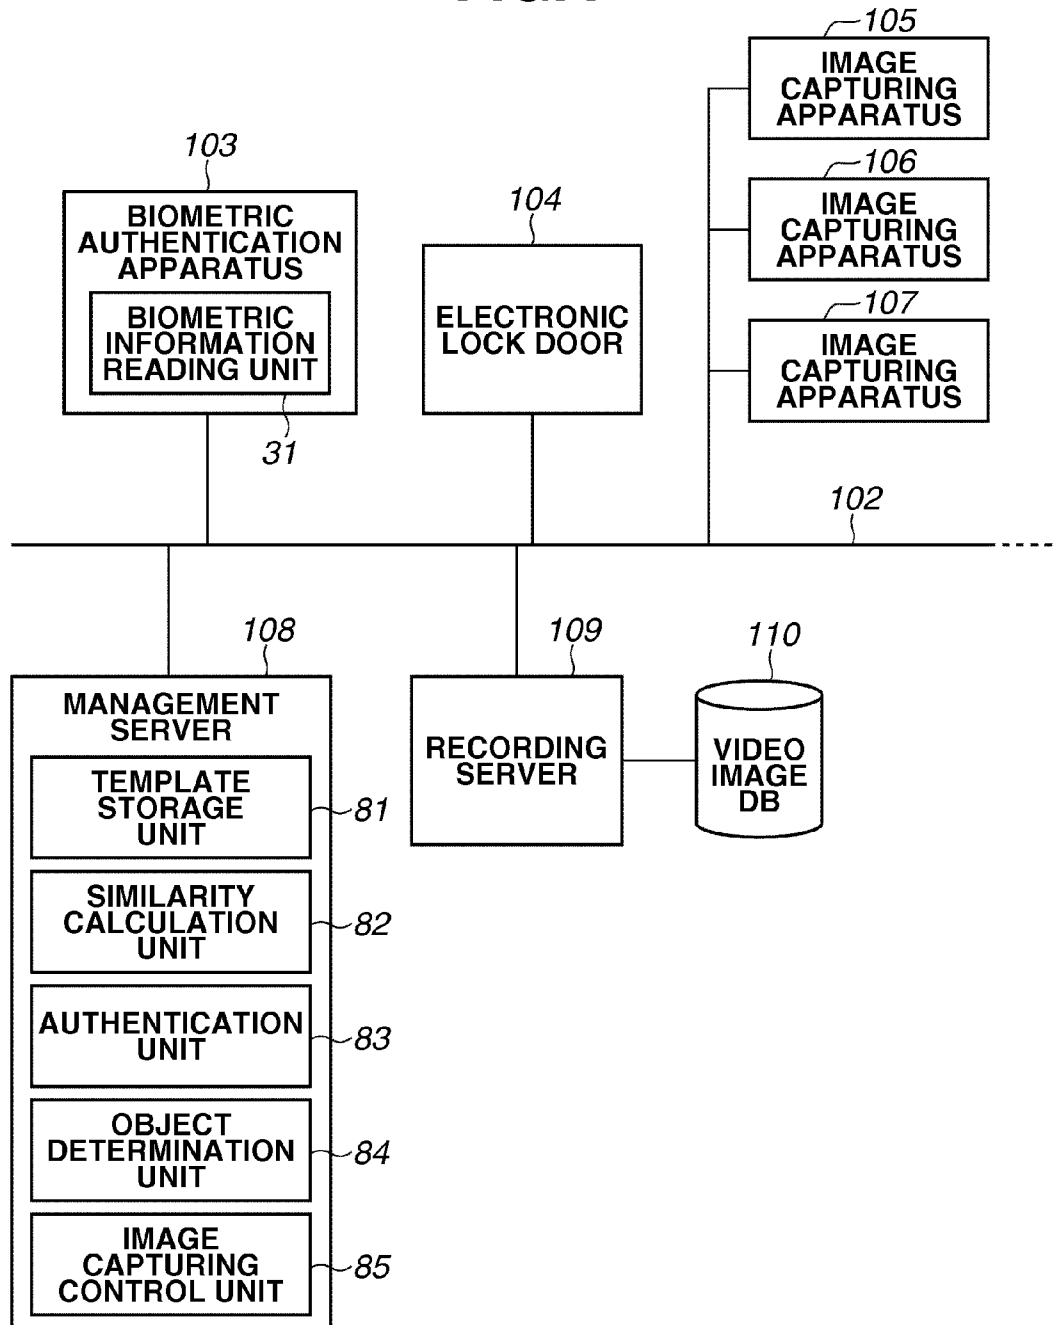 105
IMAGE
CAPTURING
APPARATUS
106
IMAGE
CAPTURING
APPARATUS
107
IMAGE
CAPTURING
APPARATUS
103
BIOMETRIC
AUTHENTICATION
APPARATUS
BIOMETRIC
INFORMATION
READING UNIT
31
104
ELECTRONIC
LOCK DOOR
102
108
MANAGEMENT
SERVER
TEMPLATE
STORAGE
UNIT
81
SIMILARITY
CALCULATION
UNIT
82
AUTHENTICATION
UNIT
83
OBJECT
DETERMINATION
UNIT
84
IMAGE
CAPTURING
CONTROL UNIT
85
109
RECORDING
SERVER
110
VIDEO
IMAGE
DB